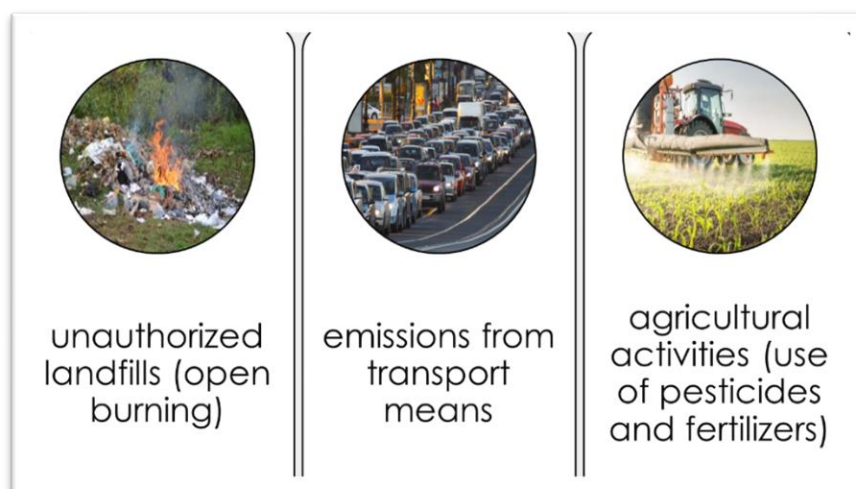 unauthorized
landfills (open
burning)
emissions from
transport
means
agricultural
activities (use
of pesticides
and fertilizers)